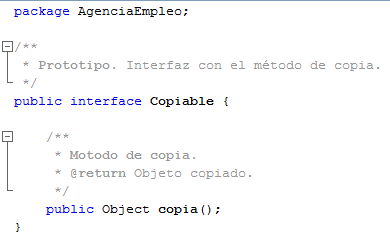 package AgenciaEmpleo;
/**
* Prototipo. Interfaz con el método de copia.
*/
public interface Copiable {
/**
* Motodo de copia.
* @return Objeto copiado.
*/
public Object copia();
}